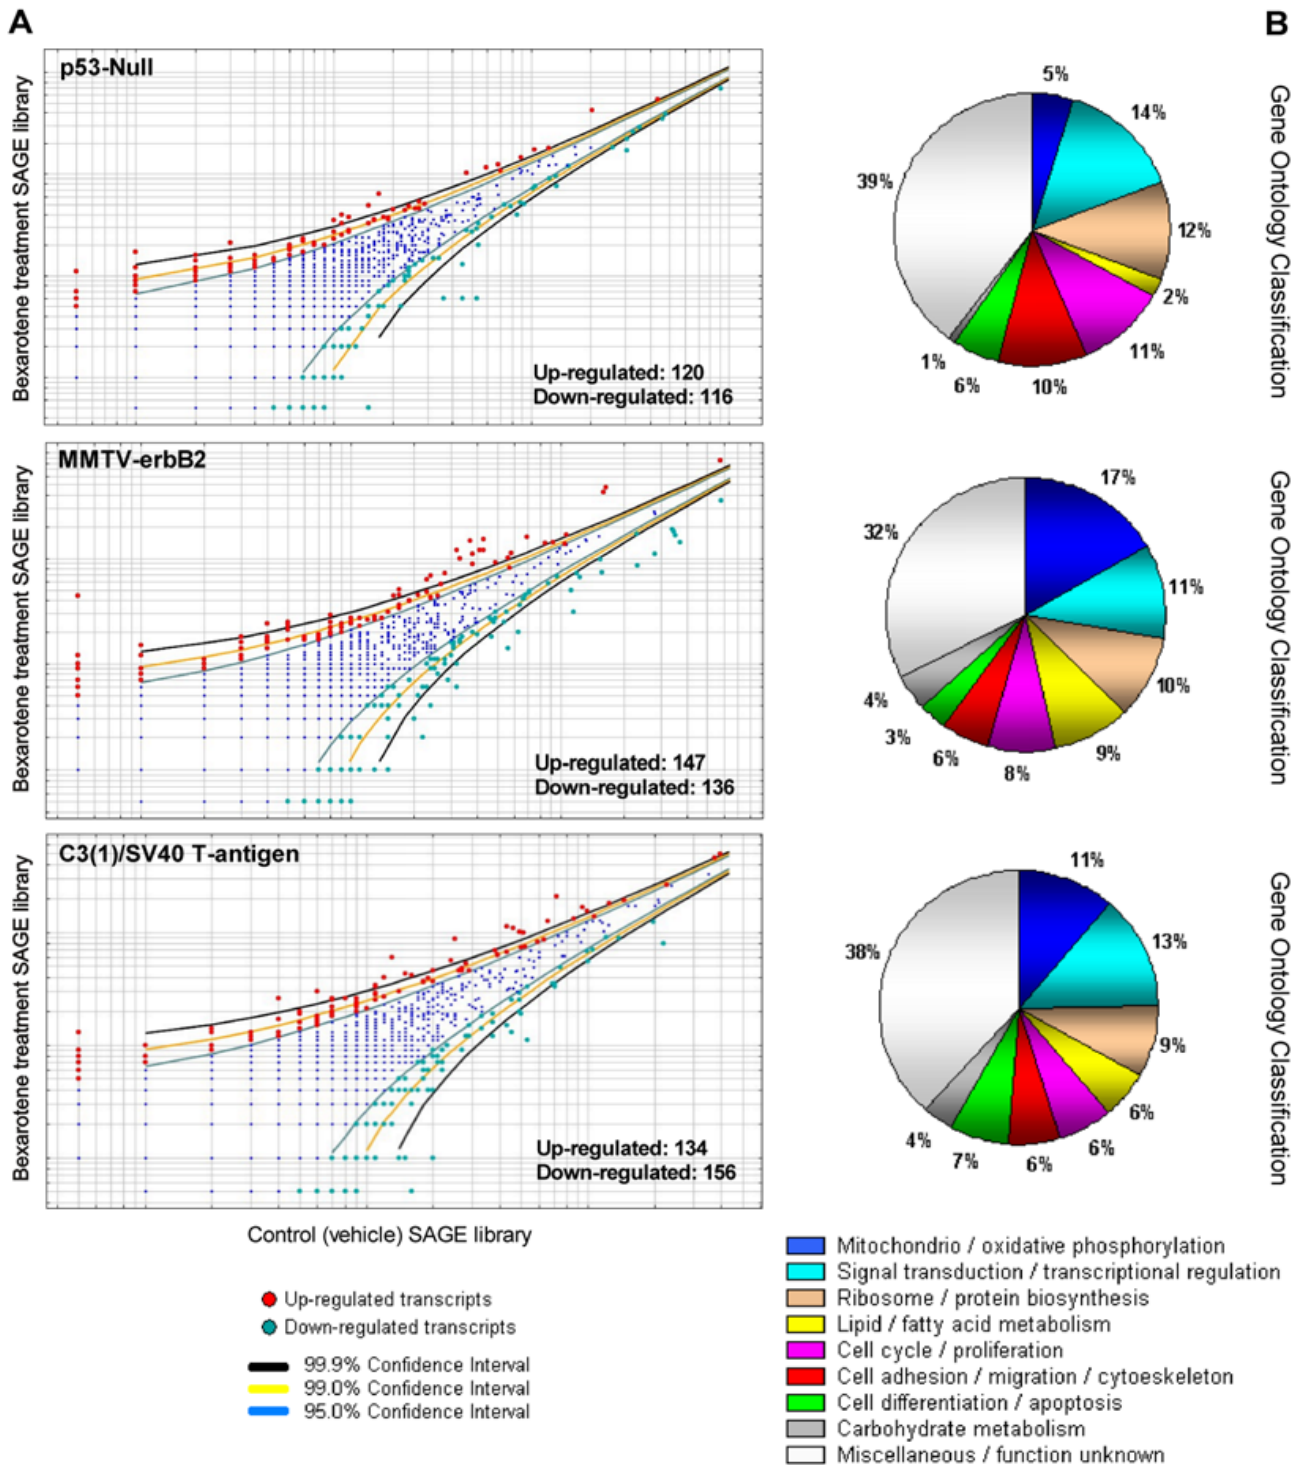 A
B
p53-Null
Bexarotene treatment SAGE library
Up-regulated: 120
Down-regulated: 116
5%
14%
12%
2%
11%
10%
6%
1%
39%
Gene Ontology Classification
MMTV-erbB2
Bexarotene treatment SAGE library
Up-regulated: 147
Down-regulated: 136
17%
11%
10%
9%
8%
6%
3%
4%
32%
Gene Ontology Classification
C3(1)/SV40 T-antigen
Bexarotene treatment SAGE library
Up-regulated: 134
Down-regulated: 156
11%
13%
9%
6%
6%
6%
7%
4%
38%
Gene Ontology Classification
Control (vehicle) SAGE library
Up-regulated transcripts
Down-regulated transcripts
99.9% Confidence Interval
99.0% Confidence Interval
95.0% Confidence Interval
Mitochondrio / oxidative phosphorylation
Signal transduction / transcriptional regulation
Ribosome / protein biosynthesis
Lipid / fatty acid metabolism
Cell cycle / proliferation
Cell adhesion / migration / cytoeskeleton
Cell differentiation / apoptosis
Carbohydrate metabolism
Miscellaneous / function unknown